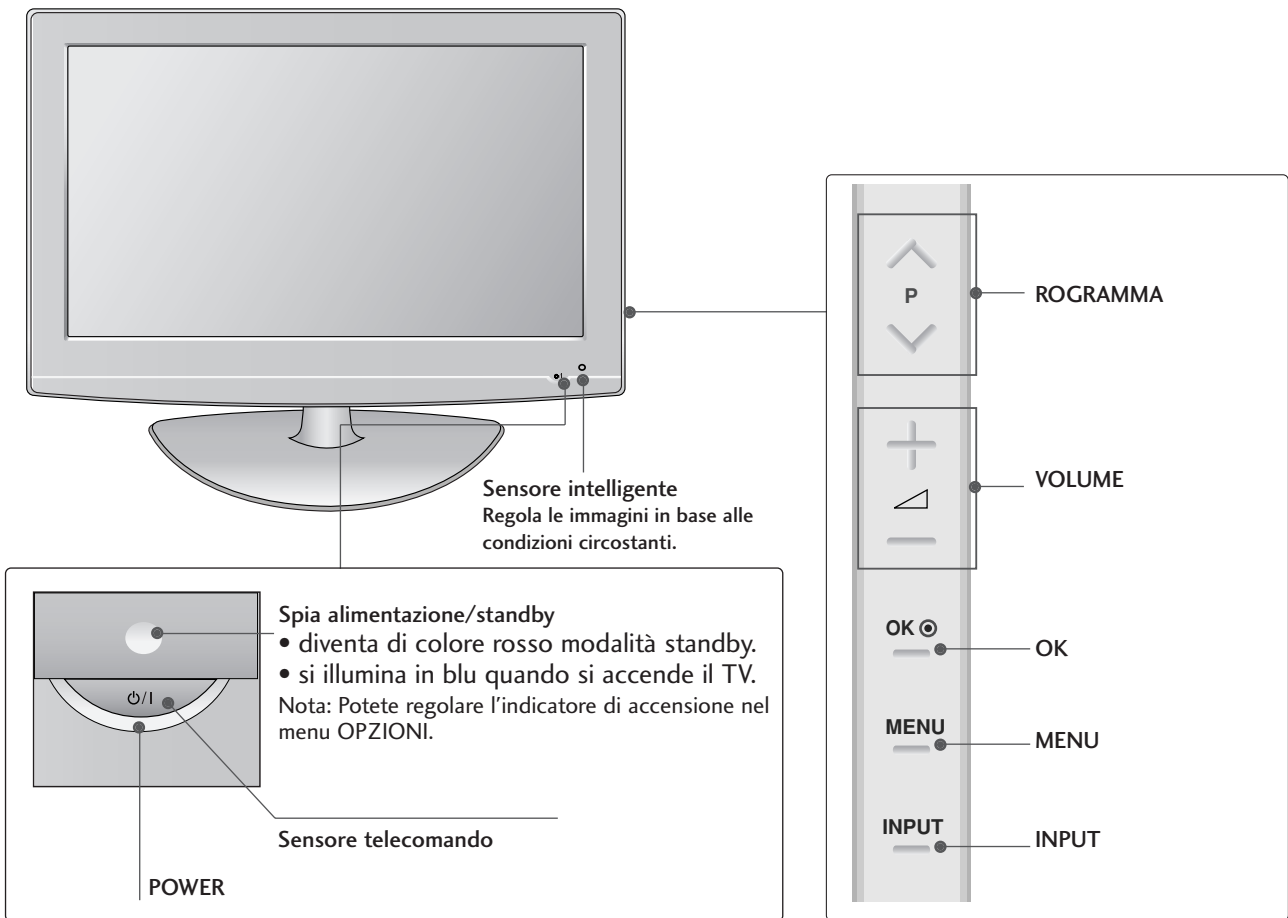 Sensore intelligente
Regola le immagini in base alle
condizioni circostanti.
Spia alimentazione/standby
• diventa di colore rosso modalità standby.
• si illumina in blu quando si accende il TV.
Nota: Potete regolare l'indicatore di accensione nel
menu OPZIONI.
/I
Sensore telecomando
POWER
P
ROGRAMMA
VOLUME
OK
OK
MENU
MENU
INPUT
INPUT